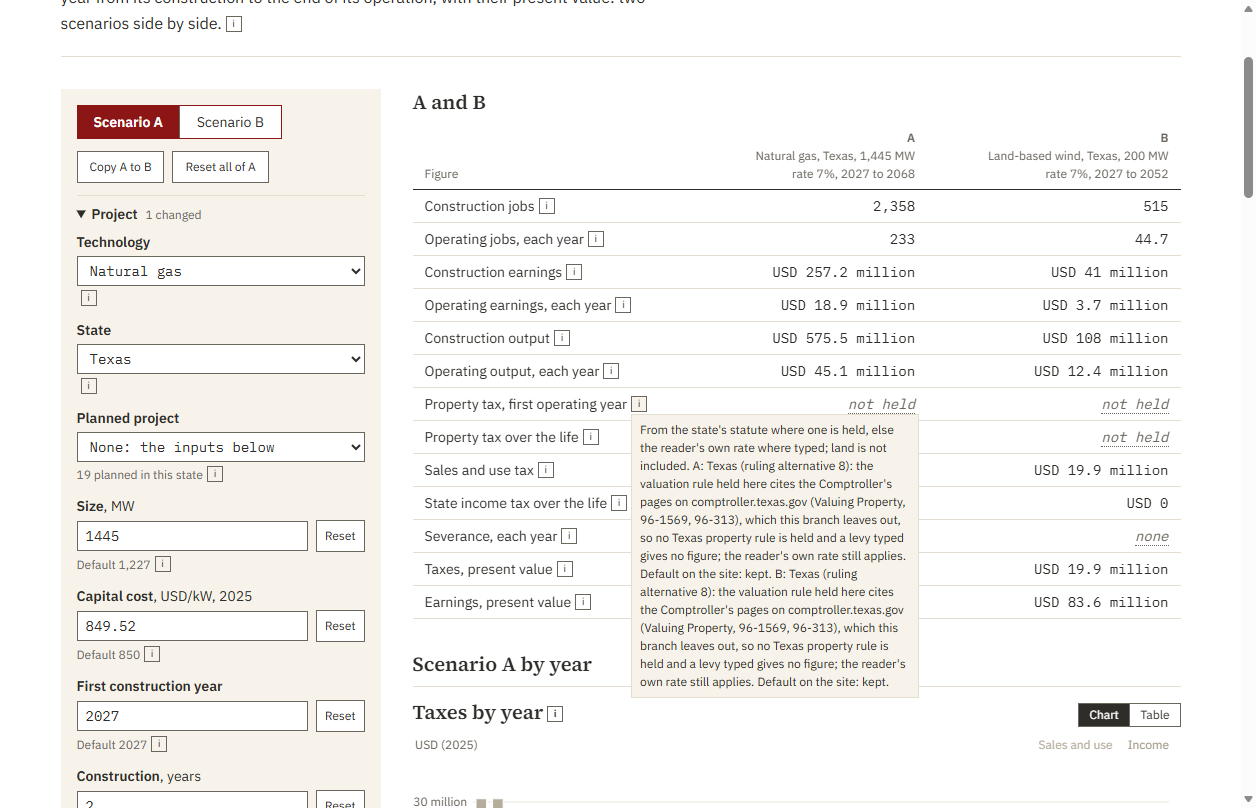 scenarios side by side. i
Scenario A Scenario B
Copy A to B Reset all of A
▼ Project 1 changed
Technology
Natural gas
i
State
Texas
i
Planned project
None: the inputs below
19 planned in this state i
Size, MW
1445 Reset
Default 1,227 i
Capital cost, USD/kW, 2025
849.52 Reset
Default 850 i
First construction year
2027 Reset
Default 2027 i
Construction, years
2 Reset
A and B
A B
Natural gas, Texas, 1,445 MW Land-based wind, Texas, 200 MW
Figure rate 7%, 2027 to 2068 rate 7%, 2027 to 2052
Construction jobs i 2,358 515
Operating jobs, each year i 233 44.7
Construction earnings i USD 257.2 million USD 41 million
Operating earnings, each year i USD 18.9 million USD 3.7 million
Construction output i USD 575.5 million USD 108 million
Operating output, each year i USD 45.1 million USD 12.4 million
Property tax, first operating year i not held not held
Property tax over the life i not held
Sales and use tax i USD 19.9 million
State income tax over the life i USD 0
Severance, each year i none
Taxes, present value i USD 19.9 million
Earnings, present value i USD 83.6 million
From the state's statute where one is held, else
the reader's own rate where typed; land is not
included. A: Texas (ruling alternative 8): the
valuation rule held here cites the Comptroller's
pages on comptroller.texas.gov (Valuing Property,
96-1569, 96-313), which this branch leaves out,
so no Texas property rule is held and a levy typed
gives no figure; the reader's own rate still applies.
Default on the site: kept. B: Texas (ruling
alternative 8): the valuation rule held here cites
the Comptroller's pages on comptroller.texas.gov
(Valuing Property, 96-1569, 96-313), which this
branch leaves out, so no Texas property rule is
held and a levy typed gives no figure; the reader's
own rate still applies. Default on the site: kept.
Scenario A by year
Taxes by year i Chart Table
USD (2025) Sales and use Income
30 million